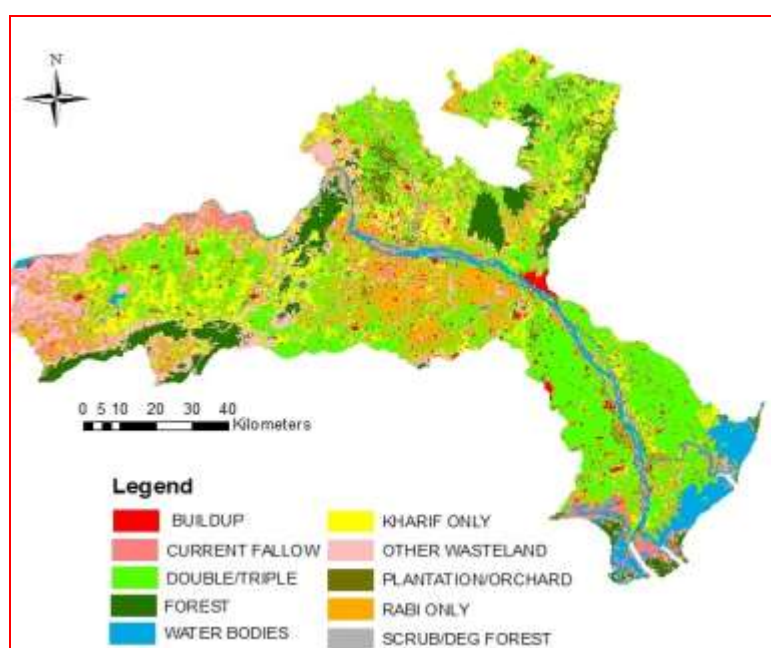 N
0 5 10 20 30 40
Kilometers
Legend
BUILDUP
CURRENT FALLOW
DOUBLE/TRIPLE
FOREST
WATER BODIES
KHARIF ONLY
OTHER WASTELAND
PLANTATION/ORCHARD
RABI ONLY
SCRUB/DEG FOREST